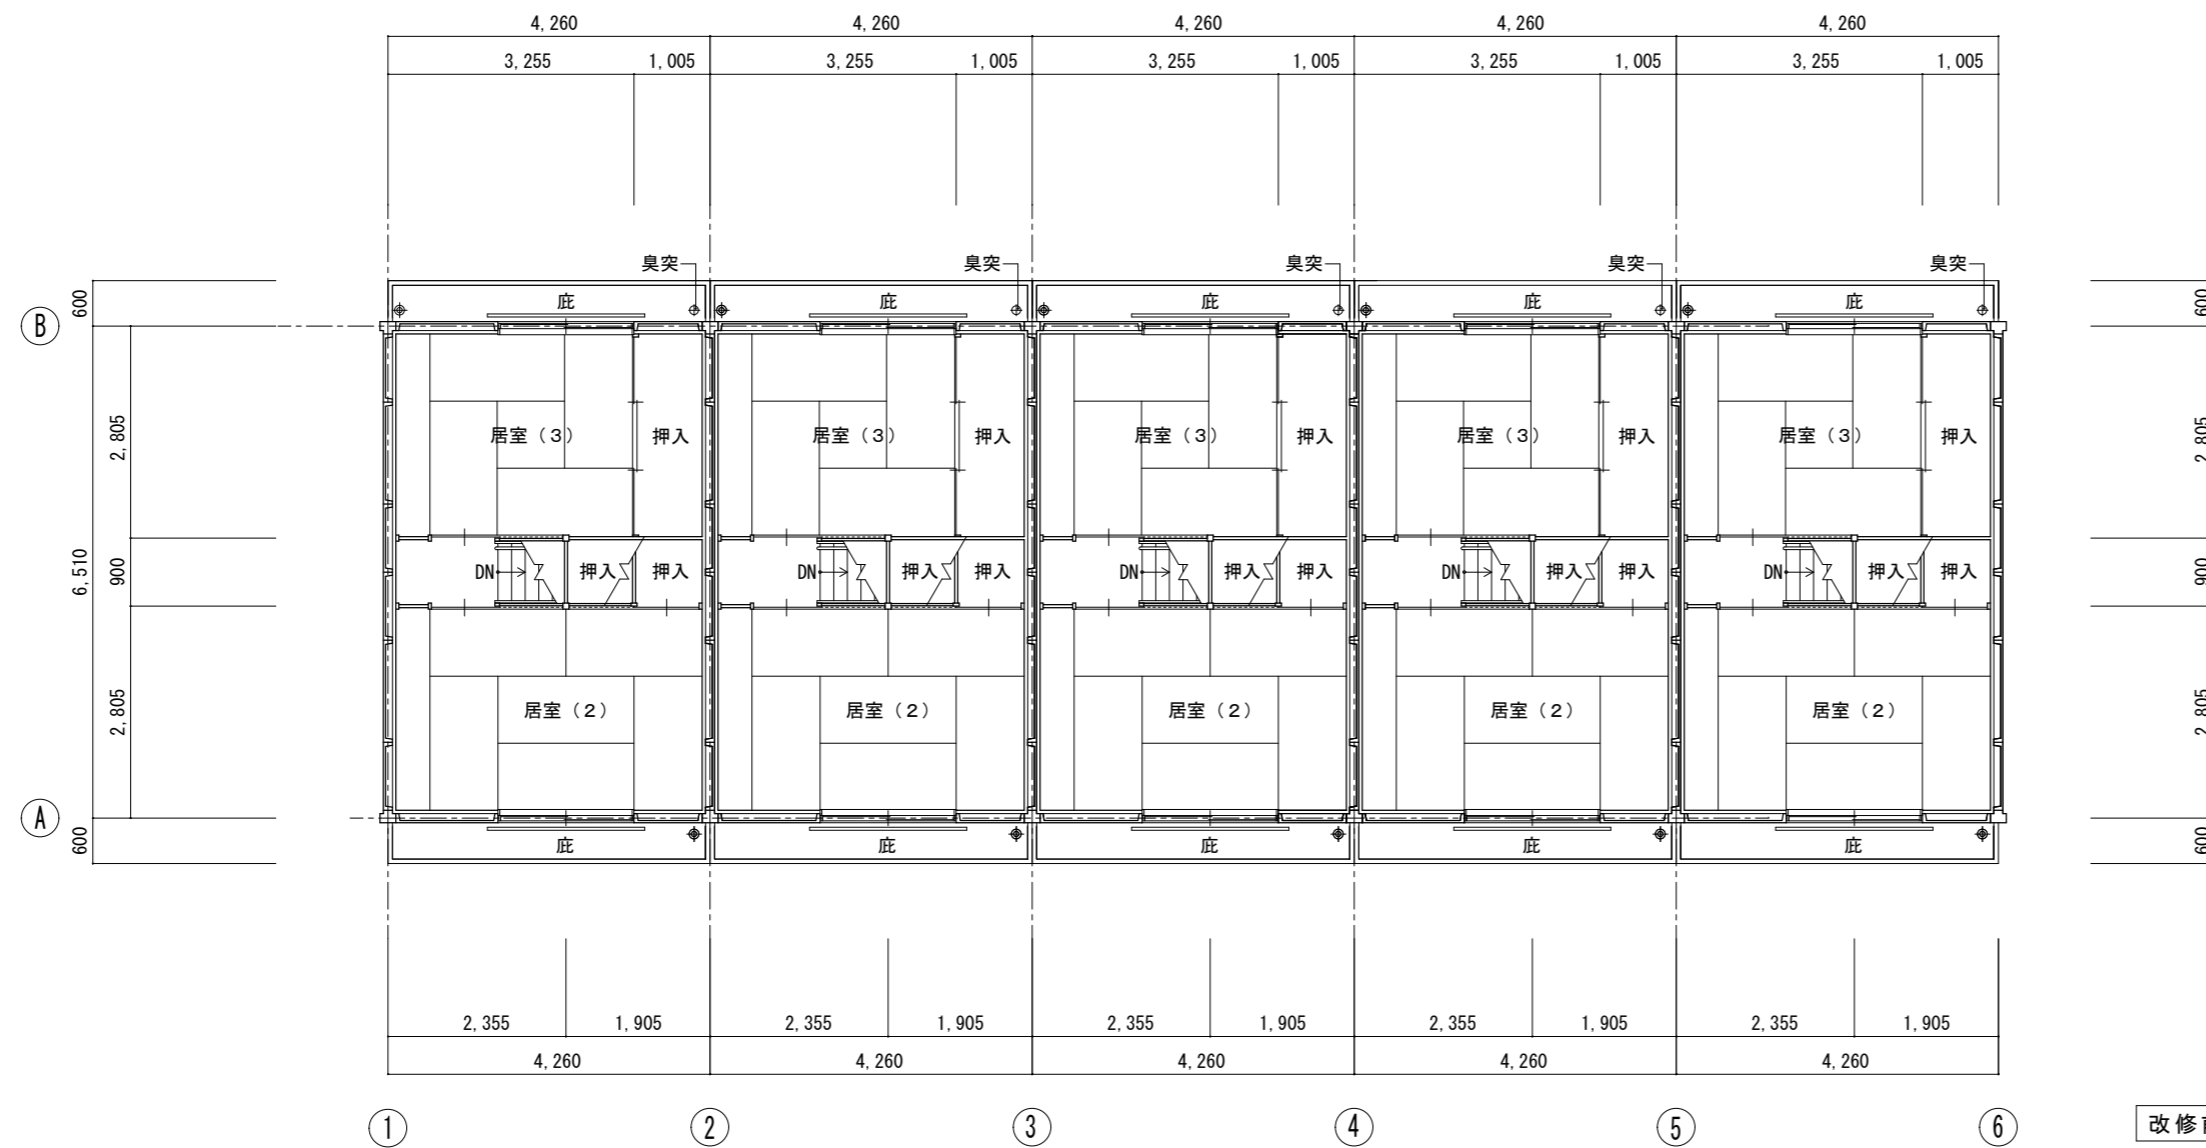 4,260 4,260 4,260 4,260 4,260
3,255 1,005 3,255 1,005 3,255 1,005 3,255 1,005 3,255 1,005
臭突 臭突 臭突 臭突 臭突
600 庇 庇 庇 庇 庇 600
B
2,805 居室（3） 押入 居室（3） 押入 居室（3） 押入 居室（3） 押入 居室（3） 押入 2,805
6,510 900 DN 押入 押入 DN 押入 押入 DN 押入 押入 DN 押入 押入 DN 押入 押入 900
2,805 居室（2） 居室（2） 居室（2） 居室（2） 居室（2） 2,805
A
600 庇 庇 庇 庇 庇 600
2,355 1,905 2,355 1,905 2,355 1,905 2,355 1,905 2,355 1,905
4,260 4,260 4,260 4,260 4,260
1 2 3 4 5 6
改修